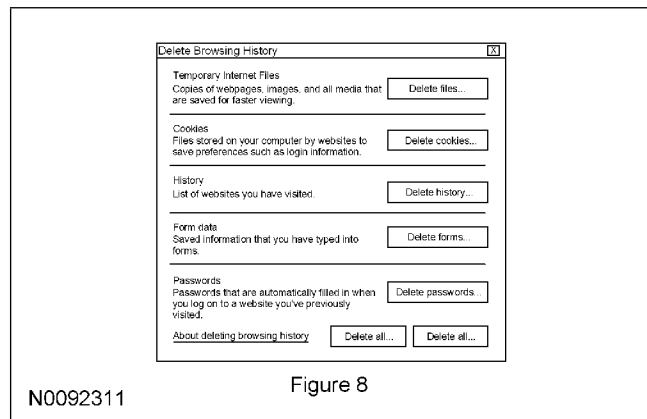 Delete Browsing History X
Temporary Internet Files
Copies of webpages, images, and all media that
are saved for faster viewing.
Delete files...
Cookies
Files stored on your computer by websites to
save preferences such as login information.
Delete cookies...
History
List of websites you have visited.
Delete history...
Form data
Saved information that you have typed into
forms.
Delete forms...
Passwords
Passwords that are automatically filled in when
you log on to a website you've previously
visited.
Delete passwords...
About deleting browsing history
Delete all...
Delete all...
Figure 8
N0092311